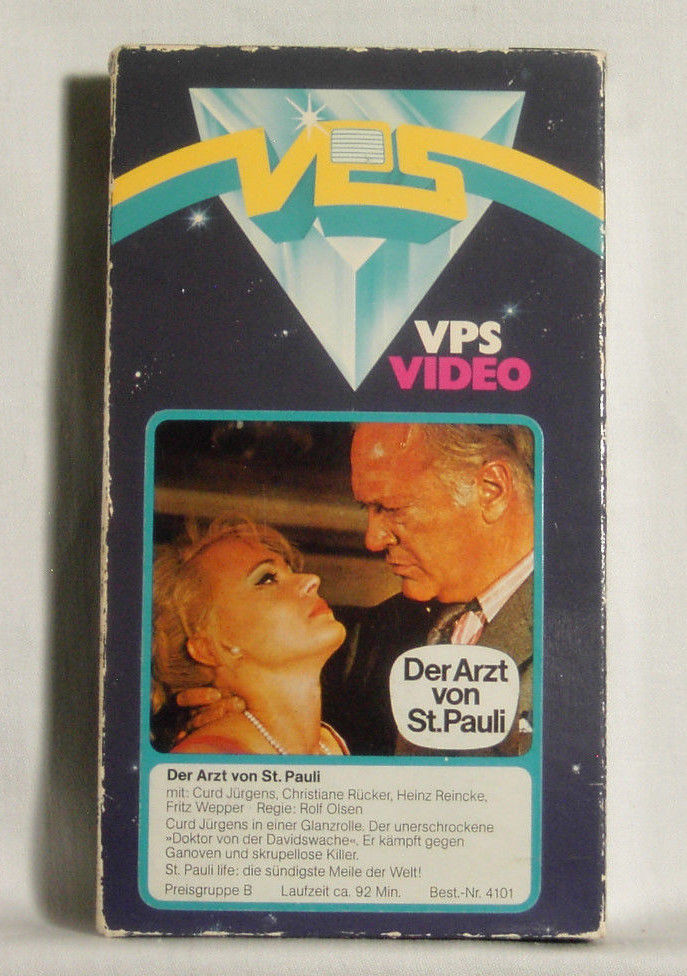 VPS
VPS
VIDEO
Der Arzt
von
St. Pauli
Der Arzt von St. Pauli
mit: Curd Jürgens, Christiane Rücker, Heinz Reincke,
Fritz Wepper · Regie: Rolf Olsen
Curd Jürgens in einer Glanzrolle. Der unerschrockene
»Doktor von der Davidswache«. Er kämpft gegen
Ganoven und skrupellose Killer.
St. Pauli life: die sündigste Meile der Welt!
Preisgruppe B Laufzeit ca. 92 Min. Best.-Nr. 4101